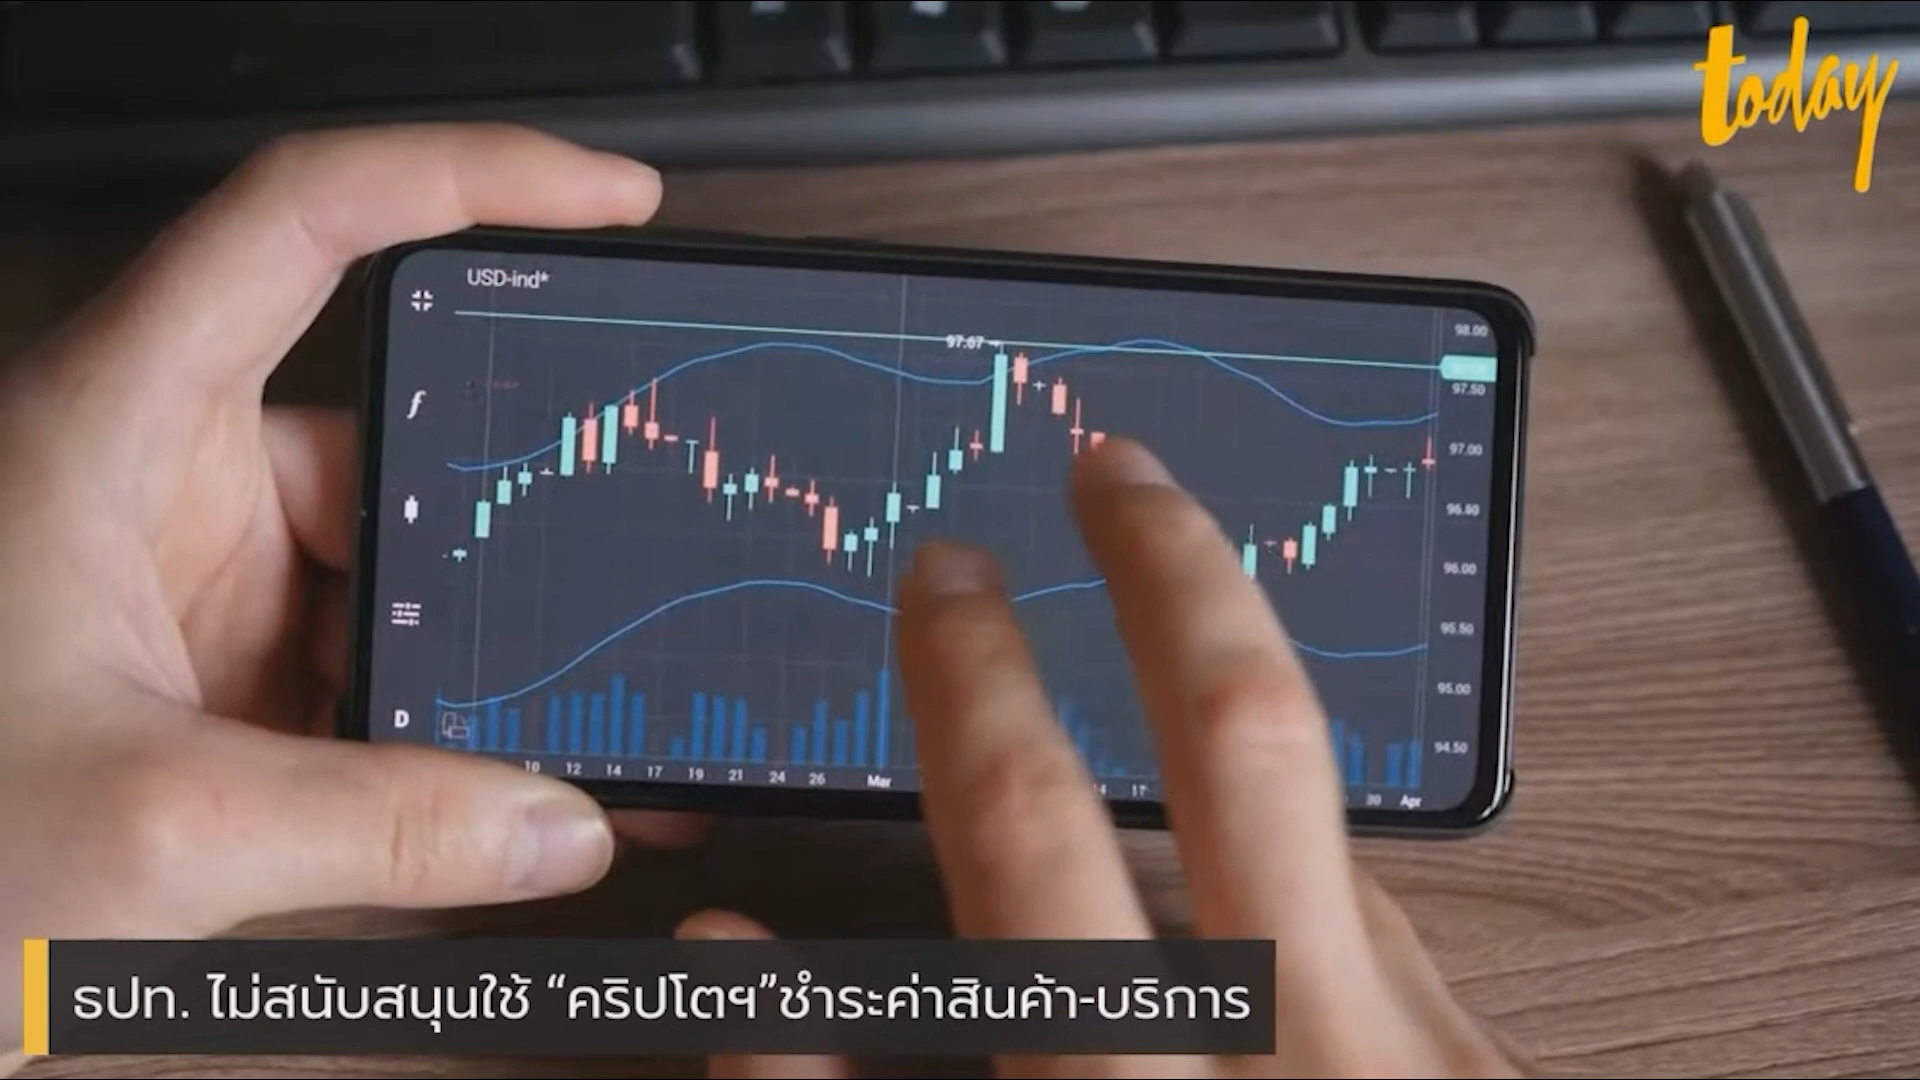 today
USD-ind*
97.67
98.00
97.50
97.00
96.50
96.00
95.50
95.00
94.50
D
10 12 14 17 19 21 24 26 Mar 14 17 30 Apr
ธปท. ไม่สนับสนุนใช้ “คริปโตฯ”ชำระค่าสินค้า-บริการ